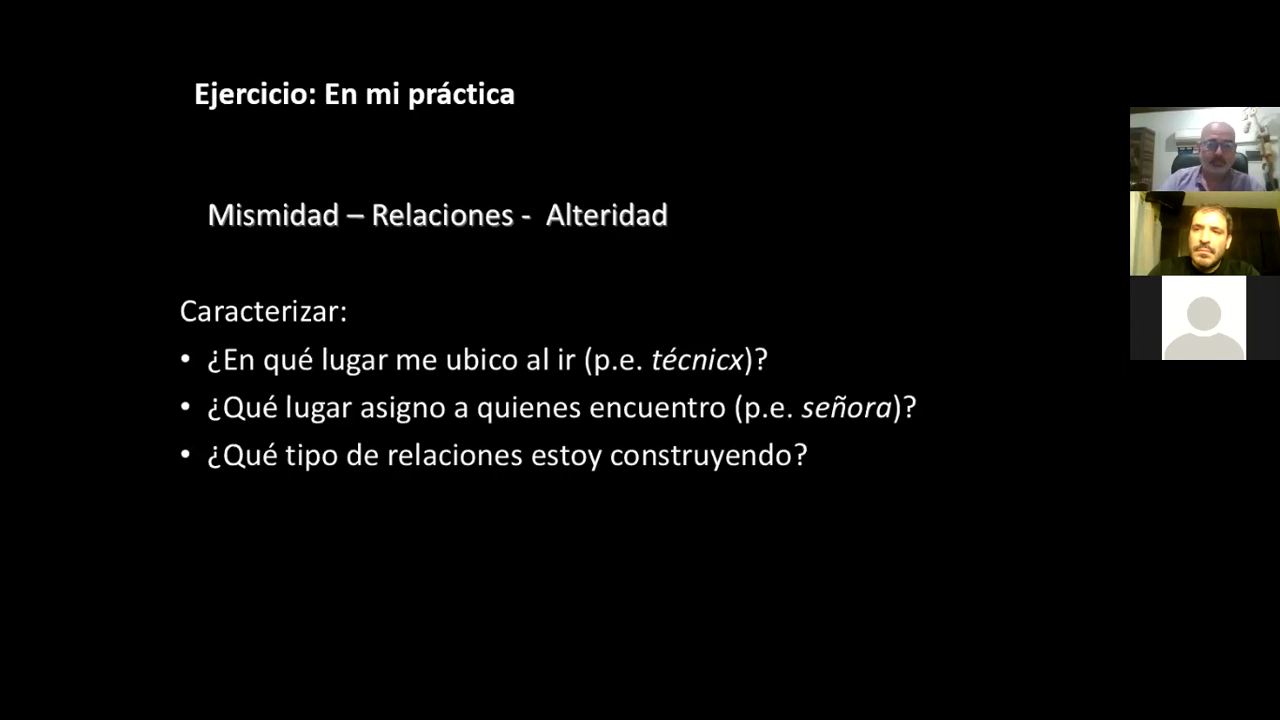 Ejercicio: En mi práctica
Mismidad – Relaciones - Alteridad
Caracterizar:
• ¿En qué lugar me ubico al ir (p.e. técnicx)?
• ¿Qué lugar asigno a quienes encuentro (p.e. señora)?
• ¿Qué tipo de relaciones estoy construyendo?